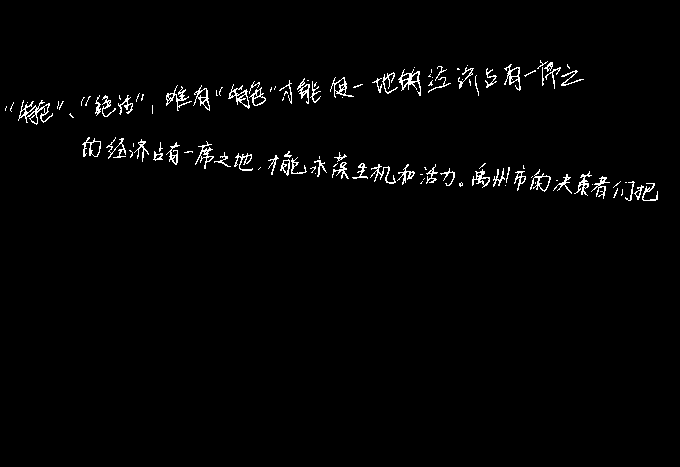 “特色”、“绝活”，唯有“特色”才能使一地的经济占有一席之
的经济占有一席之地，才能永葆生机和活力。禹州市的决策者们把